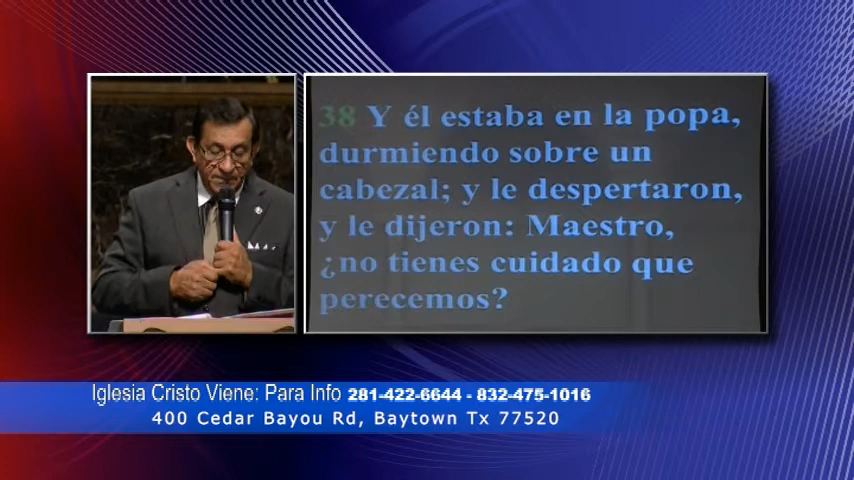 38 Y él estaba en la popa,
durmiendo sobre un
cabezal; y le despertaron,
y le dijeron: Maestro,
¿no tienes cuidado que
perecemos?
Iglesia Cristo Viene: Para Info 281-422-6644 - 832-475-1016
400 Cedar Bayou Rd, Baytown Tx 77520